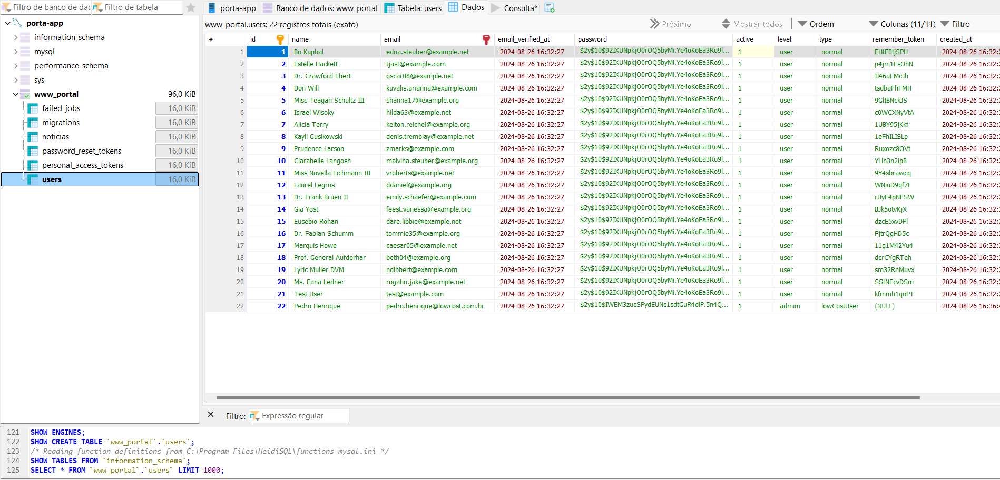 Filtro de banco de dac Filtro de tabela
porta-app Banco de dados: www_portal Tabela: users Dados Consulta*
porta-app
information_schema
mysql
performance_schema
sys
www_portal 96,0 KiB
failed_jobs 16,0 KiB
migrations 16,0 KiB
noticias 16,0 KiB
password_reset_tokens 16,0 KiB
personal_access_tokens 16,0 KiB
users 16,0 KiB
www_portal.users: 22 registros totais (exato) Próximo Mostrar todos Ordem Colunas (11/11) Filtro
# id name email email_verified_at password active level type remember_token created_at
1 1 Bo Kuphal edna.steuber@example.net 2024-08-26 16:32:27 $2y$10$92IXUNpkjO0rOQ5byMi.Ye4oKoEa3Ro9l... 1 user normal EHtF0ljSPH 2024-08-26 16:32:2
2 2 Estelle Hackett tjast@example.com 2024-08-26 16:32:27 $2y$10$92IXUNpkjO0rOQ5byMi.Ye4oKoEa3Ro9l... 1 user normal p4jm1FsOhN 2024-08-26 16:32:2
3 3 Dr. Crawford Ebert oscar08@example.net 2024-08-26 16:32:27 $2y$10$92IXUNpkjO0rOQ5byMi.Ye4oKoEa3Ro9l... 1 user normal II46uFMcJh 2024-08-26 16:32:2
4 4 Don Will kuvalis.arianna@example.com 2024-08-26 16:32:27 $2y$10$92IXUNpkjO0rOQ5byMi.Ye4oKoEa3Ro9l... 1 user normal tsdbaFhFMH 2024-08-26 16:32:2
5 5 Miss Teagan Schultz III shanna17@example.org 2024-08-26 16:32:27 $2y$10$92IXUNpkjO0rOQ5byMi.Ye4oKoEa3Ro9l... 1 user normal 9GlIBNckJS 2024-08-26 16:32:2
6 6 Israel Wisoky hilda63@example.net 2024-08-26 16:32:27 $2y$10$92IXUNpkjO0rOQ5byMi.Ye4oKoEa3Ro9l... 1 user normal c0WCXNyVtA 2024-08-26 16:32:2
7 7 Alicia Terry kelton.reichel@example.org 2024-08-26 16:32:27 $2y$10$92IXUNpkjO0rOQ5byMi.Ye4oKoEa3Ro9l... 1 user normal 1UBY95jKkf 2024-08-26 16:32:2
8 8 Kayli Gusikowski denis.tremblay@example.net 2024-08-26 16:32:27 $2y$10$92IXUNpkjO0rOQ5byMi.Ye4oKoEa3Ro9l... 1 user normal 1eFhILISLp 2024-08-26 16:32:2
9 9 Prudence Larson zmarks@example.com 2024-08-26 16:32:27 $2y$10$92IXUNpkjO0rOQ5byMi.Ye4oKoEa3Ro9l... 1 user normal Ruxozc8OVt 2024-08-26 16:32:2
10 10 Clarabelle Langosh malvina.steuber@example.org 2024-08-26 16:32:27 $2y$10$92IXUNpkjO0rOQ5byMi.Ye4oKoEa3Ro9l... 1 user normal YLlb3n2ipB 2024-08-26 16:32:2
11 11 Miss Novella Eichmann III vroberts@example.net 2024-08-26 16:32:27 $2y$10$92IXUNpkjO0rOQ5byMi.Ye4oKoEa3Ro9l... 1 user normal 9Y4sbrawcq 2024-08-26 16:32:2
12 12 Laurel Legros ddaniel@example.org 2024-08-26 16:32:27 $2y$10$92IXUNpkjO0rOQ5byMi.Ye4oKoEa3Ro9l... 1 user normal WNiuD9qf7t 2024-08-26 16:32:2
13 13 Dr. Frank Bruen II emily.schaefer@example.com 2024-08-26 16:32:27 $2y$10$92IXUNpkjO0rOQ5byMi.Ye4oKoEa3Ro9l... 1 user normal rUyF4pNFSW 2024-08-26 16:32:2
14 14 Gia Yost feest.vanessa@example.org 2024-08-26 16:32:27 $2y$10$92IXUNpkjO0rOQ5byMi.Ye4oKoEa3Ro9l... 1 user normal BJk5otvKjX 2024-08-26 16:32:2
15 15 Eusebio Rohan dare.libbie@example.net 2024-08-26 16:32:27 $2y$10$92IXUNpkjO0rOQ5byMi.Ye4oKoEa3Ro9l... 1 user normal dzcE5xvDPl 2024-08-26 16:32:2
16 16 Dr. Fabian Schumm tommie35@example.org 2024-08-26 16:32:27 $2y$10$92IXUNpkjO0rOQ5byMi.Ye4oKoEa3Ro9l... 1 user normal FjtrQgHD5c 2024-08-26 16:32:2
17 17 Marquis Howe caesar05@example.net 2024-08-26 16:32:27 $2y$10$92IXUNpkjO0rOQ5byMi.Ye4oKoEa3Ro9l... 1 user normal 11g1M42Yu4 2024-08-26 16:32:2
18 18 Prof. General Aufderhar beth04@example.org 2024-08-26 16:32:27 $2y$10$92IXUNpkjO0rOQ5byMi.Ye4oKoEa3Ro9l... 1 user normal dcrCYgRTeh 2024-08-26 16:32:2
19 19 Lyric Muller DVM ndibbert@example.com 2024-08-26 16:32:27 $2y$10$92IXUNpkjO0rOQ5byMi.Ye4oKoEa3Ro9l... 1 user normal sm32RnMuvx 2024-08-26 16:32:2
20 20 Ms. Euna Ledner rogahn.jake@example.net 2024-08-26 16:32:27 $2y$10$92IXUNpkjO0rOQ5byMi.Ye4oKoEa3Ro9l... 1 user normal SSfNFcvDSm 2024-08-26 16:32:2
21 21 Test User test@example.com 2024-08-26 16:32:27 $2y$10$92IXUNpkjO0rOQ5byMi.Ye4oKoEa3Ro9l... 1 user normal kfmmb1qoPT 2024-08-26 16:32:2
22 22 Pedro Henrique pedro.henrique@lowcost.com.br 2024-08-26 16:32:27 $2y$10$IWEM3zucSPydEUNc1sdtGuR4dlP.5n4Q... 1 admim lowCostUser (NULL) 2024-08-26 16:36:4
Filtro: Expressão regular
121 SHOW ENGINES;
122 SHOW CREATE TABLE `www_portal`.`users`;
123 /* Reading function definitions from C:\Program Files\HeidiSQL\functions-mysql.ini */
124 SHOW TABLES FROM `information_schema`;
125 SELECT * FROM `www_portal`.`users` LIMIT 1000;